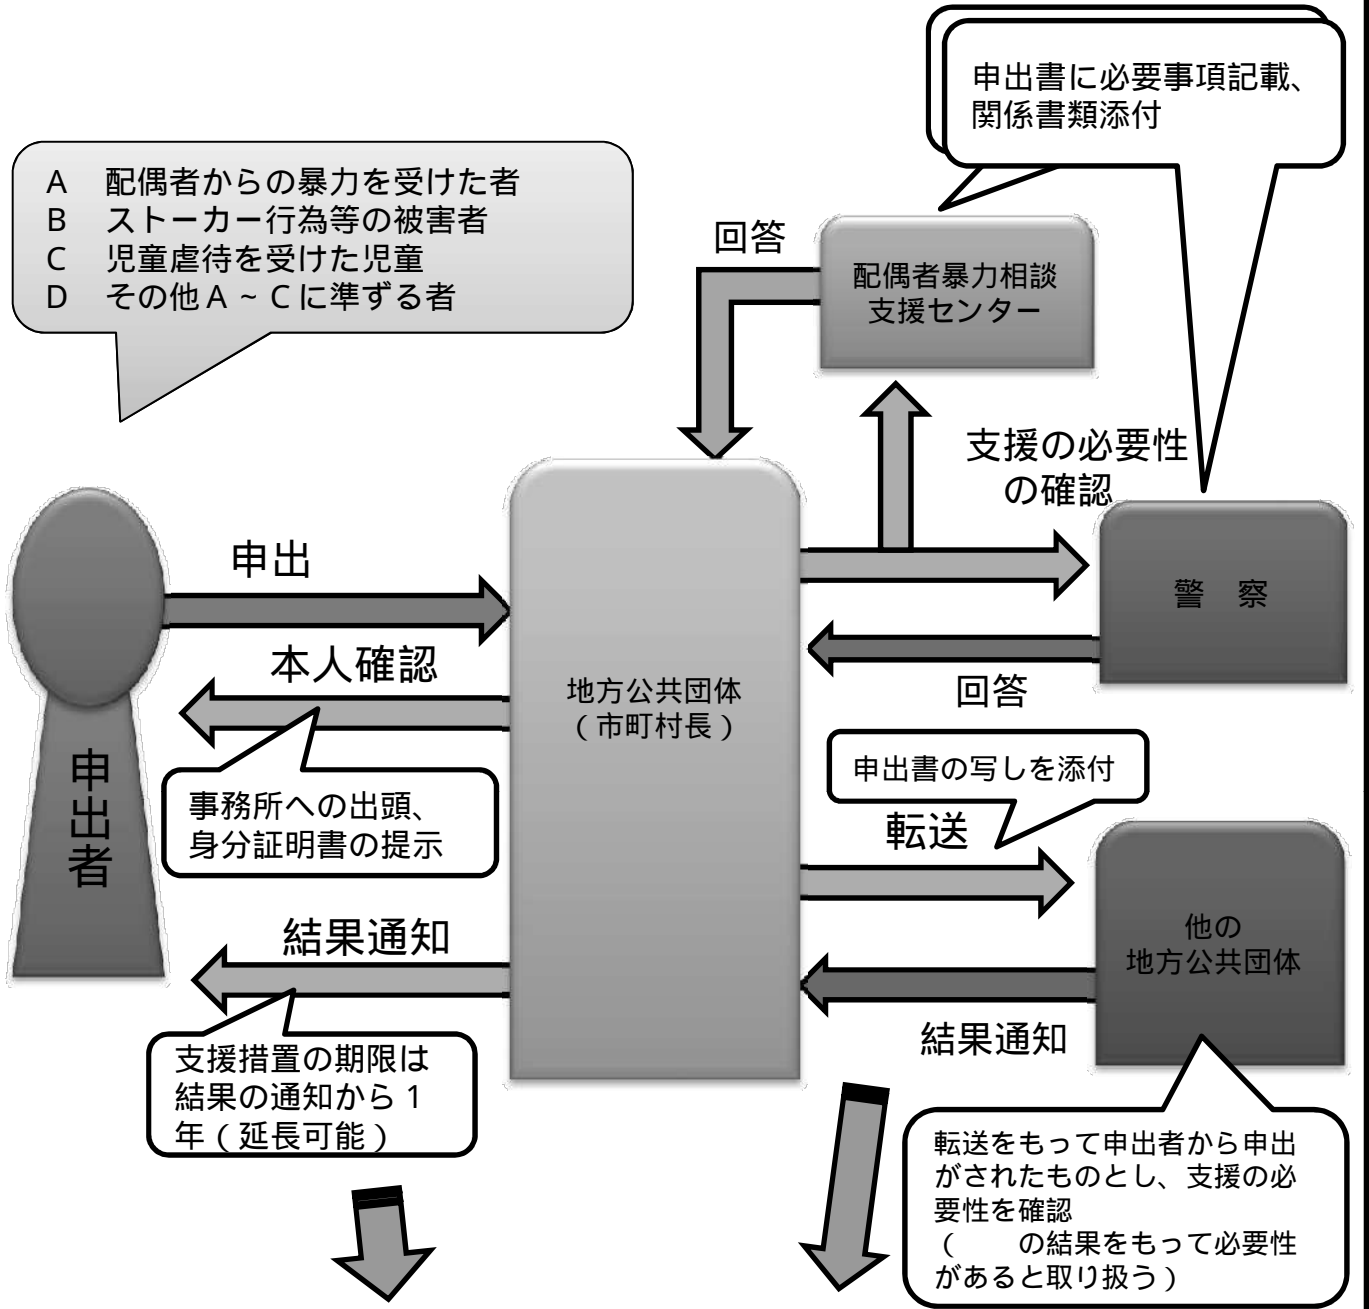 申出書に必要事項記載、
関係書類添付
A 配偶者からの暴力を受けた者
B ストーカー行為等の被害者
C 児童虐待を受けた児童
D その他A~Cに準ずる者
回答
配偶者暴力相談
支援センター
支援の必要性
の確認
申出
警 察
本人確認
回答
地方公共団体
(市町村長)
申出者
事務所への出頭、
身分証明書の提示
申出書の写しを添付
転送
結果通知
他の
地方公共団体
結果通知
支援措置の期限は
結果の通知から1
年(延長可能)
転送をもって申出者から申出
がされたものとし、支援の必
要性を確認
(  の結果をもって必要性
があると取り扱う)